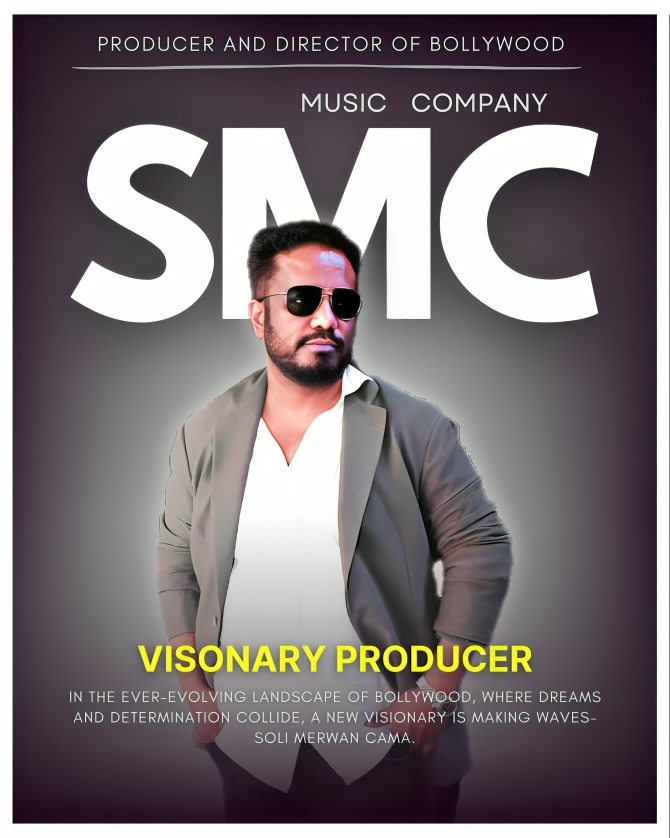 PRODUCER AND DIRECTOR OF BOLLYWOOD
MUSIC COMPANY
SMC
VISONARY PRODUCER
IN THE EVER-EVOLVING LANDSCAPE OF BOLLYWOOD, WHERE DREAMS
AND DETERMINATION COLLIDE, A NEW VISIONARY IS MAKING WAVES-
SOLI MERWAN CAMA.